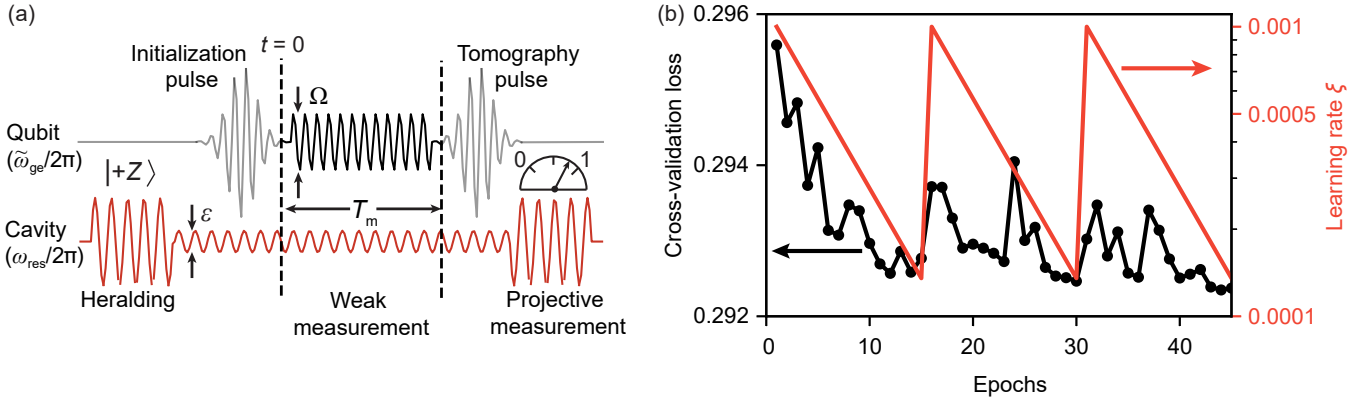 (a)
Initialization
pulse
t = 0
Tomography
pulse
Ω
Qubit
(ω̃ge/2π)
0
1
|+Z⟩
ε
Tm
Cavity
(ωres/2π)
Heralding
Weak
measurement
Projective
measurement
(b)
0.296
0.294
0.292
Cross-validation loss
0
10
20
30
40
Epochs
0.001
0.0005
0.0001
Learning rate ξ